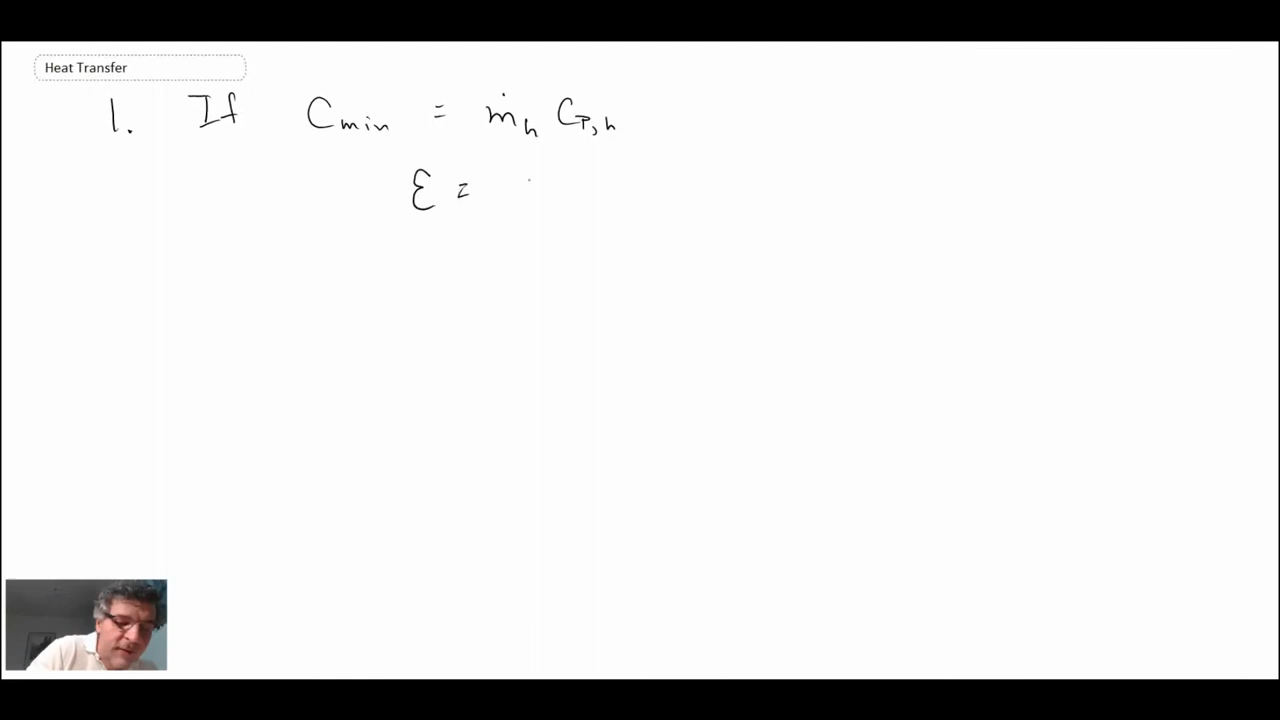 Heat Transfer
1. If Cmin = ṁh Cp,h
ε =